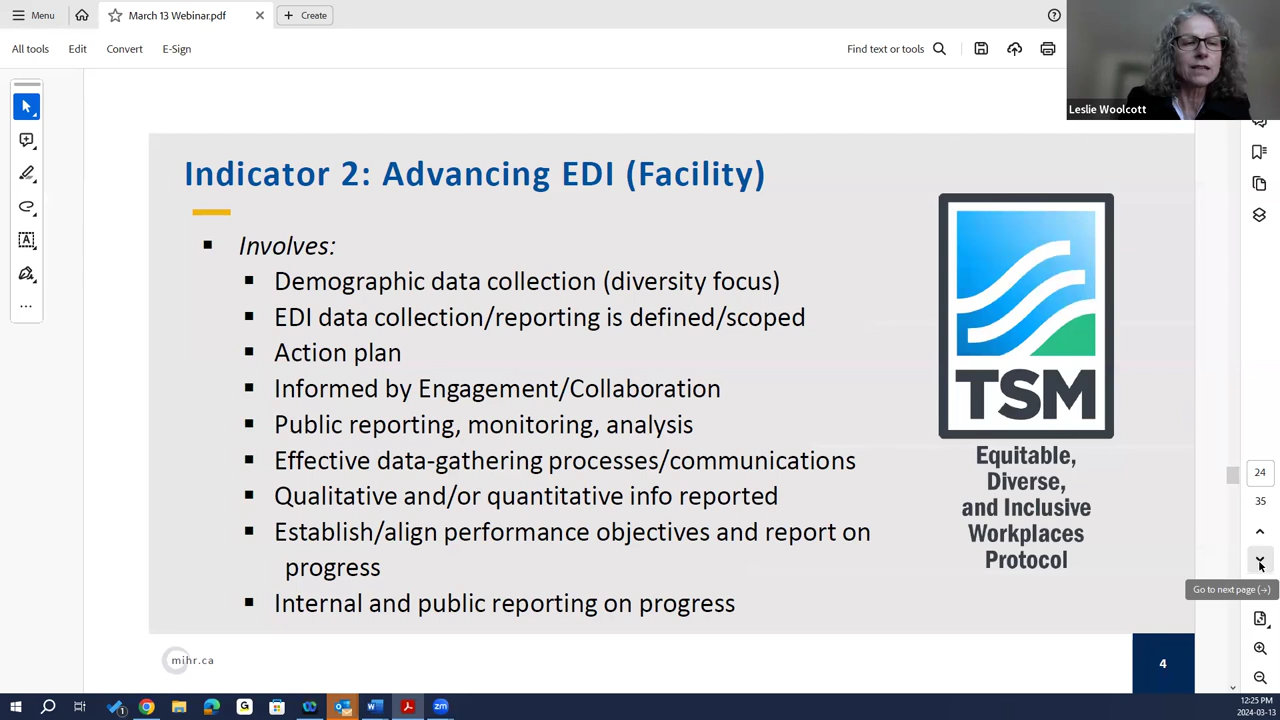 Menu
March 13 Webinar.pdf
Create
All tools
Edit
Convert
E-Sign
Find text or tools
Leslie Woolcott
Indicator 2: Advancing EDI (Facility)
Involves:
Demographic data collection (diversity focus)
EDI data collection/reporting is defined/scoped
Action plan
Informed by Engagement/Collaboration
Public reporting, monitoring, analysis
Effective data-gathering processes/communications
Qualitative and/or quantitative info reported
Establish/align performance objectives and report on
progress
Internal and public reporting on progress
TSM
Equitable,
Diverse,
and Inclusive
Workplaces
Protocol
24
35
Go to next page (→)
mihr.ca
4
12:25 PM
2024-03-13